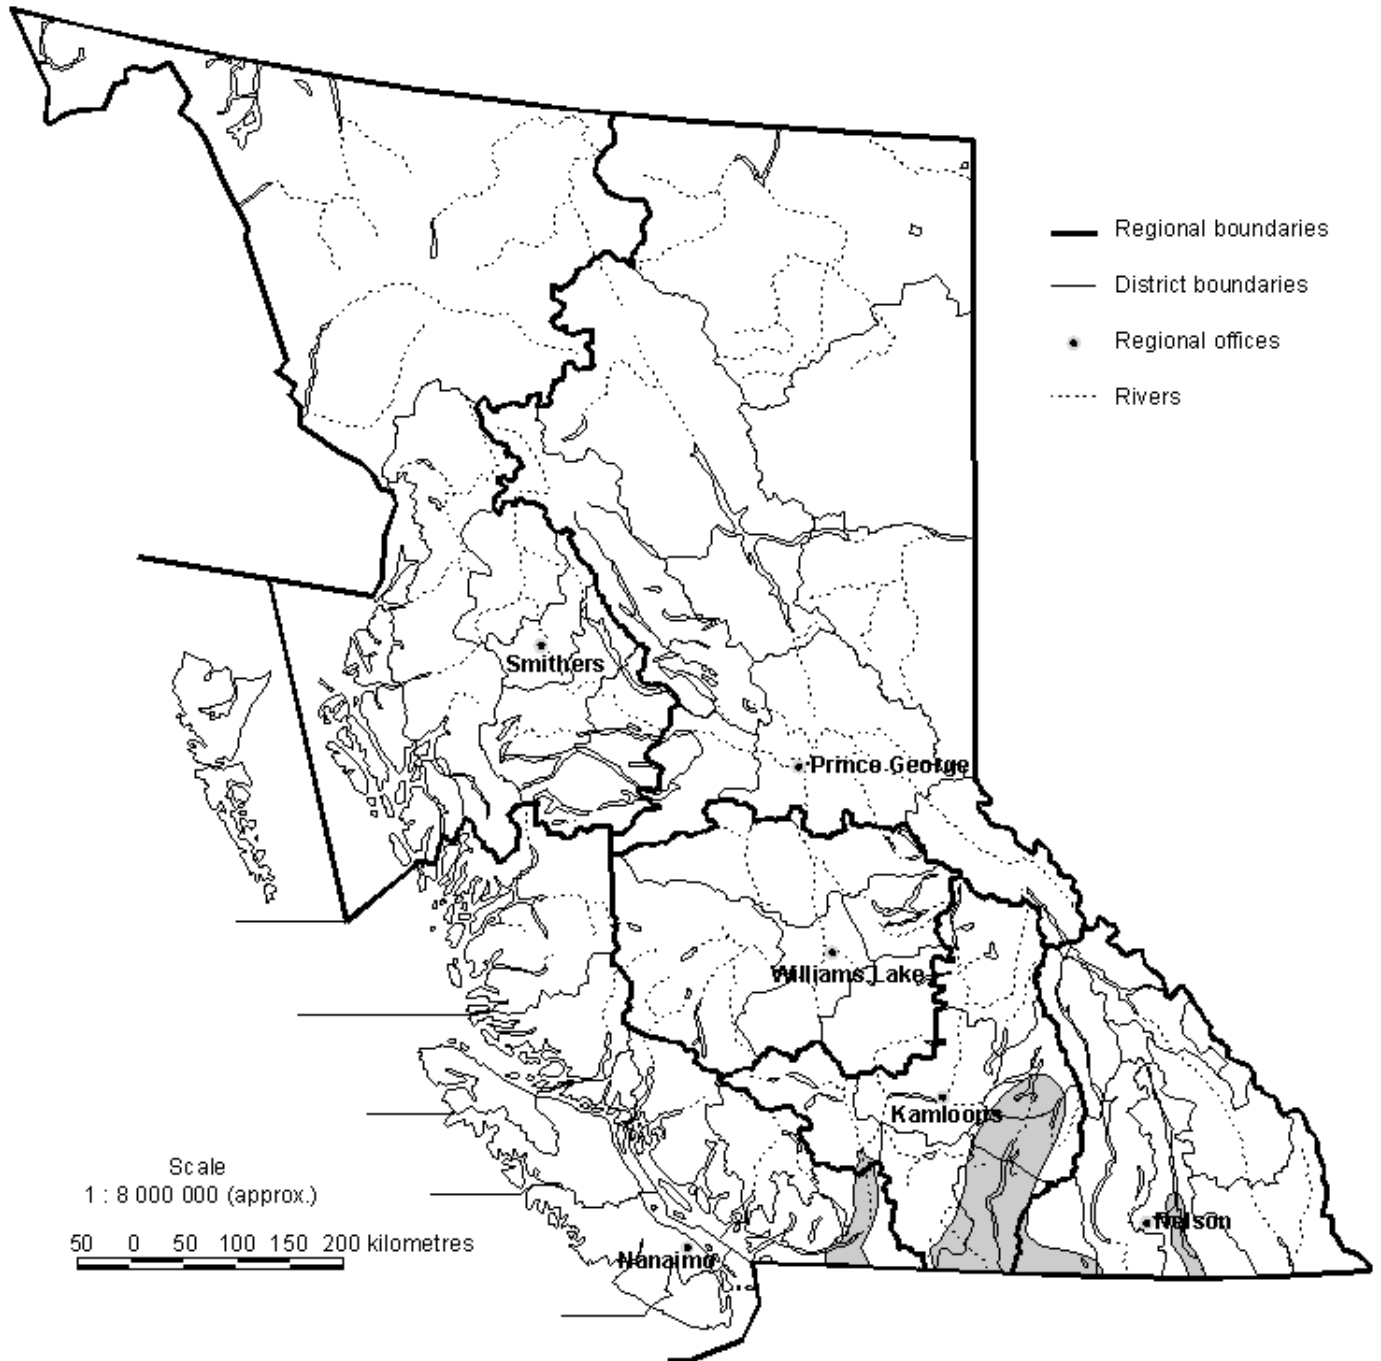 Regional boundaries
District boundaries
Regional offices
Rivers
Smithers
Prince George
Williams Lake
Kamloops
Nelson
Nanaimo
Scale
1 : 8 000 000 (approx.)
50 0 50 100 150 200 kilometres